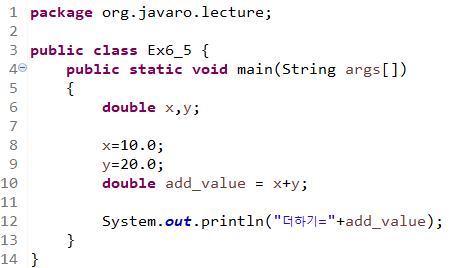 1 package org.javaro.lecture;
2
3 public class Ex6_5 {
4 public static void main(String args[])
5 {
6 double x,y;
7
8 x=10.0;
9 y=20.0;
10 double add_value = x+y;
11
12 System.out.println("더하기="+add_value);
13 }
14 }